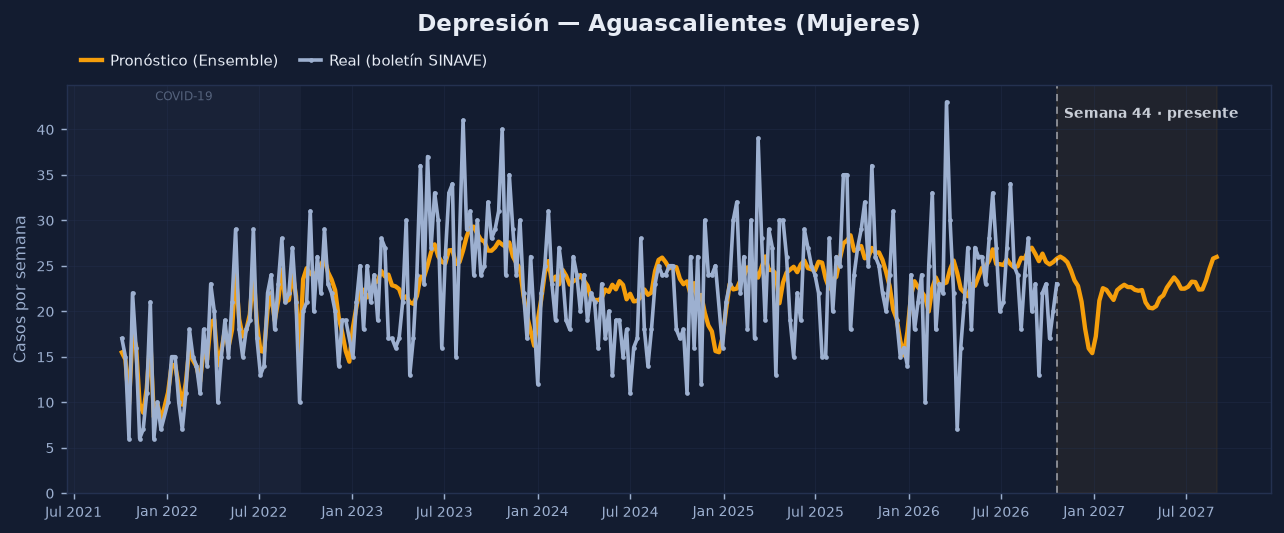 Depresión — Aguascalientes (Mujeres)
Pronóstico (Ensemble)
Real (boletín SINAVE)
COVID-19
Semana 44 · presente
Casos por semana
40
35
30
25
20
15
10
5
0
Jul 2021
Jan 2022
Jul 2022
Jan 2023
Jul 2023
Jan 2024
Jul 2024
Jan 2025
Jul 2025
Jan 2026
Jul 2026
Jan 2027
Jul 2027